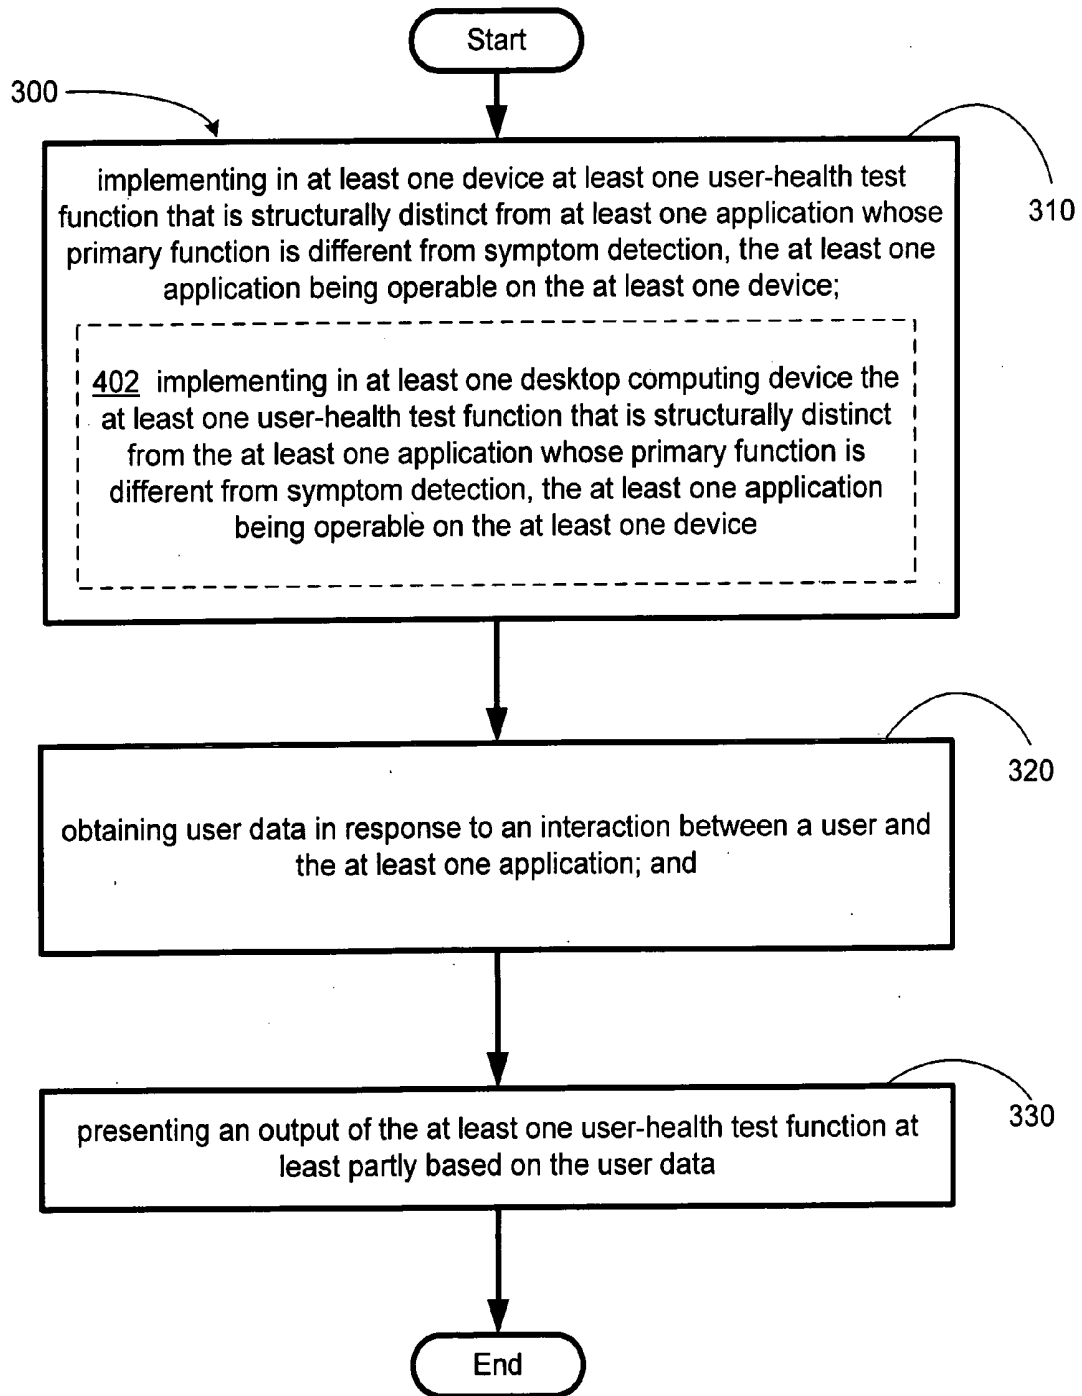 Start
300
310
implementing in at least one device at least one user-health test
function that is structurally distinct from at least one application whose
primary function is different from symptom detection, the at least one
application being operable on the at least one device;
402 implementing in at least one desktop computing device the
at least one user-health test function that is structurally distinct
from the at least one application whose primary function is
different from symptom detection, the at least one application
being operable on the at least one device
320
obtaining user data in response to an interaction between a user and
the at least one application; and
330
presenting an output of the at least one user-health test function at
least partly based on the user data
End